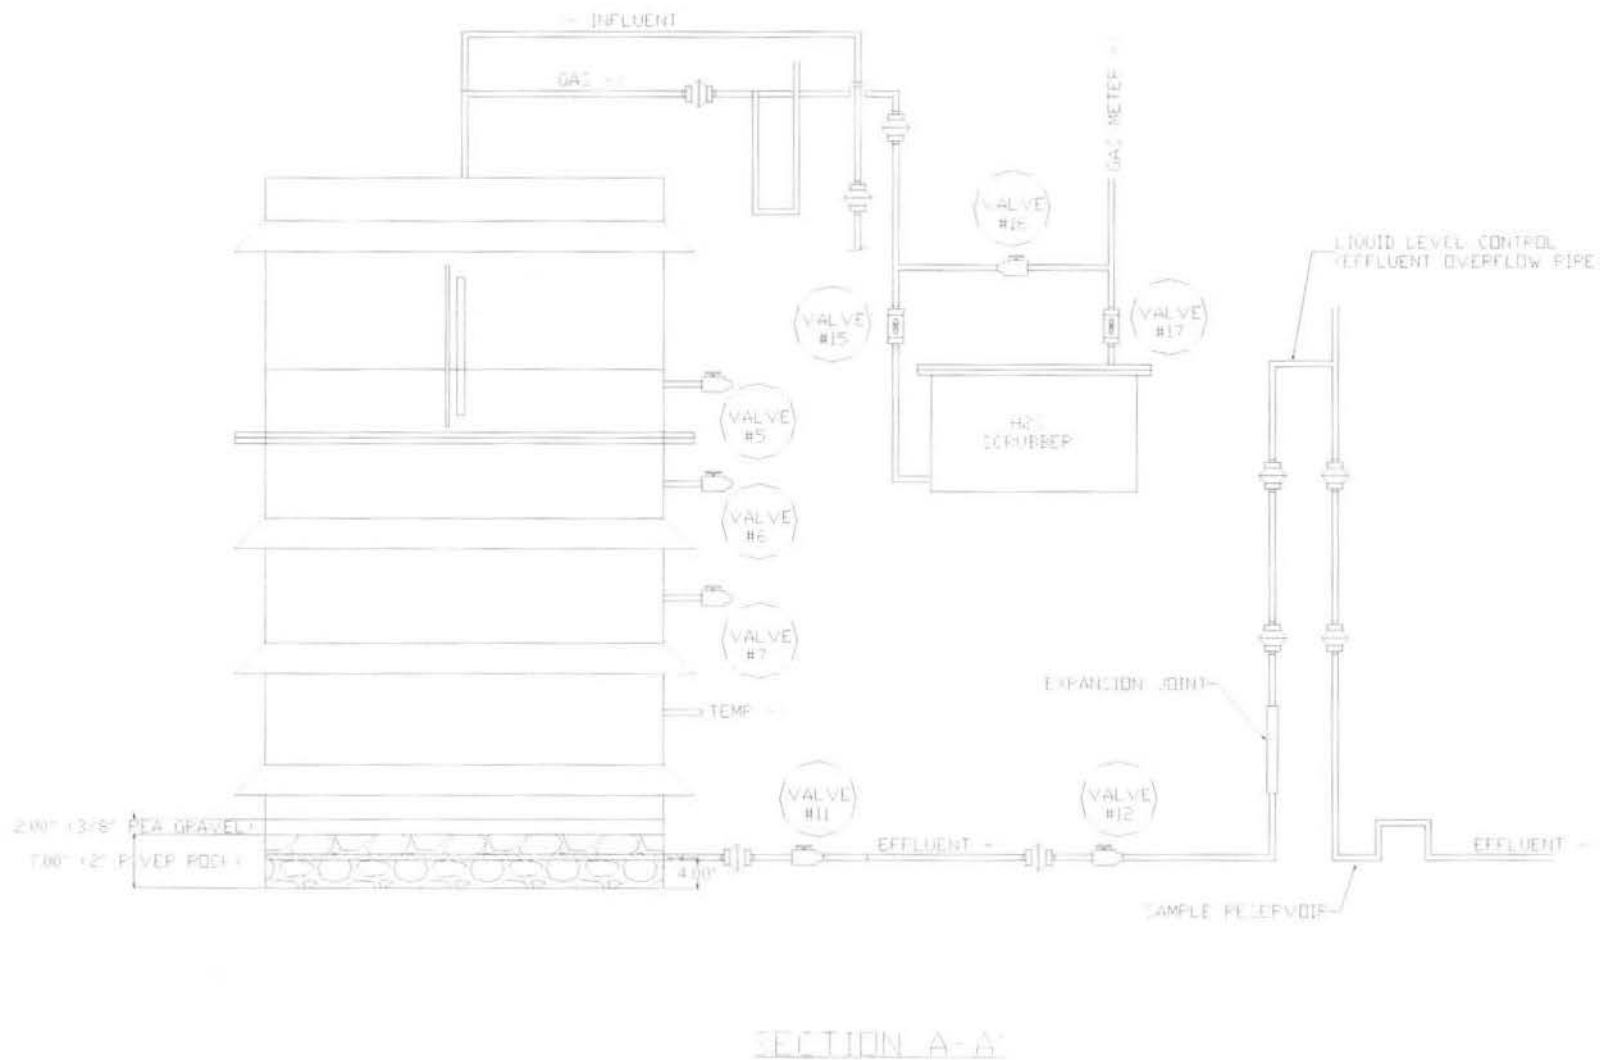 INFLUENT
GAS
GAS METER
VALVE
#16
LIQUID LEVEL CONTROL
(EFFLUENT OVERFLOW PIPE
VALVE
#15
VALVE
#17
VALVE
#5
H2S
SCRUBBER
VALVE
#6
VALVE
#7
EXPANSION JOINT
TEMP
VALVE
#11
VALVE
#12
2.00" (3/8" PEA GRAVEL)
7.00" (2" RIVER ROCK)
4.00"
EFFLUENT
EFFLUENT
SAMPLE RESERVOIR
SECTION A-A'